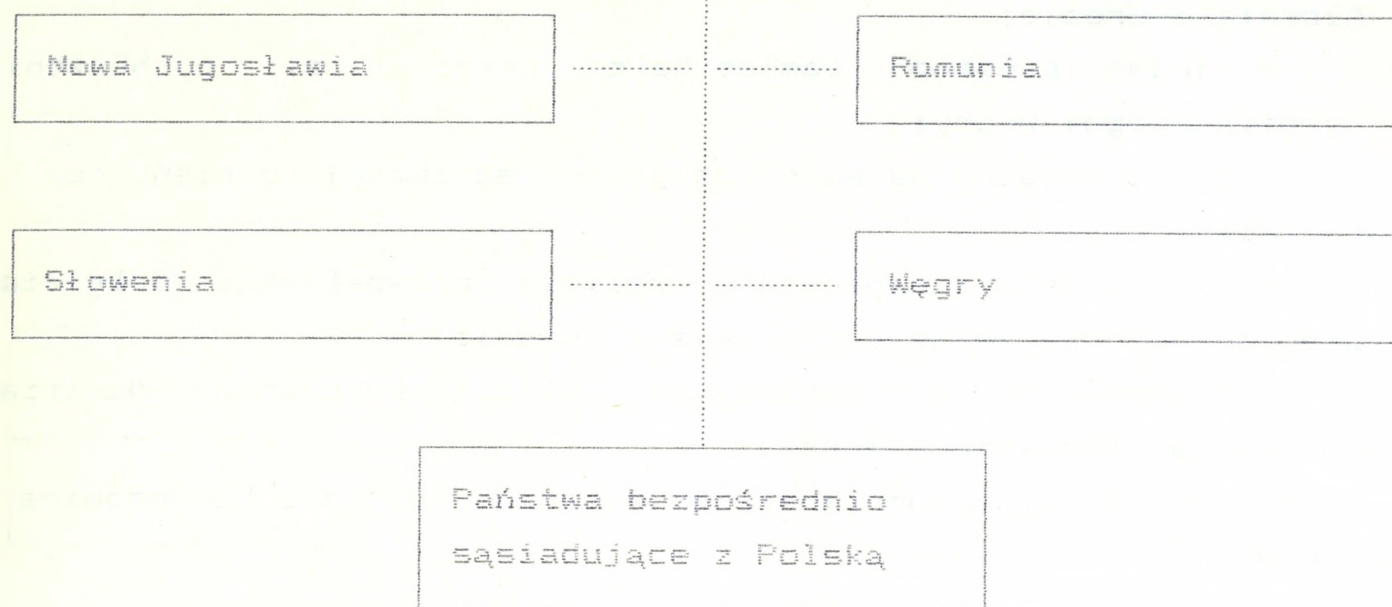 Nowa Jugosławia
Rumunia
Słowenia
Węgry
Państwa bezpośrednio
sąsiadujące z Polską